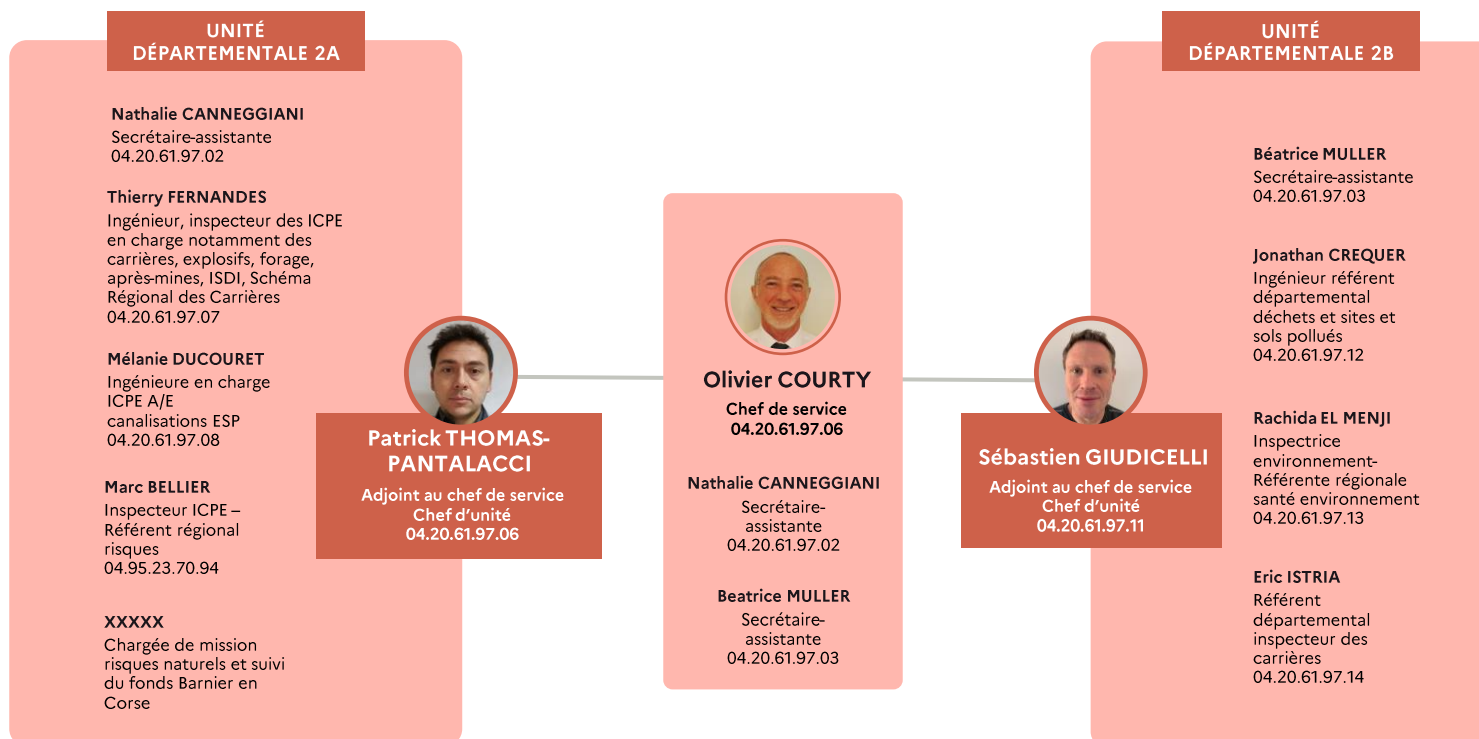 UNITÉ
DÉPARTEMENTALE 2A
Nathalie CANNEGGIANI
Secrétaire-assistante
04.20.61.97.02
Thierry FERNANDES
Ingénieur, inspecteur des ICPE
en charge notamment des
carrières, explosifs, forage,
après-mines, ISDI, Schéma
Régional des Carrières
04.20.61.97.07
Mélanie DUCOURET
Ingénieure en charge
ICPE A/E
canalisations ESP
04.20.61.97.08
Marc BELLIER
Inspecteur ICPE –
Référent régional
risques
04.95.23.70.94
XXXXX
Chargée de mission
risques naturels et suivi
du fonds Barnier en
Corse
Patrick THOMAS-
PANTALACCI
Adjoint au chef de service
Chef d'unité
04.20.61.97.06
Olivier COURTY
Chef de service
04.20.61.97.06
Nathalie CANNEGGIANI
Secrétaire-
assistante
04.20.61.97.02
Beatrice MULLER
Secrétaire-
assistante
04.20.61.97.03
Sébastien GIUDICELLI
Adjoint au chef de service
Chef d'unité
04.20.61.97.11
UNITÉ
DÉPARTEMENTALE 2B
Béatrice MULLER
Secrétaire-assistante
04.20.61.97.03
Jonathan CREQUER
Ingénieur référent
départemental
déchets et sites et
sols pollués
04.20.61.97.12
Rachida EL MENJI
Inspectrice
environnement-
Référente régionale
santé environnement
04.20.61.97.13
Eric ISTRIA
Référent
départemental
inspecteur des
carrières
04.20.61.97.14